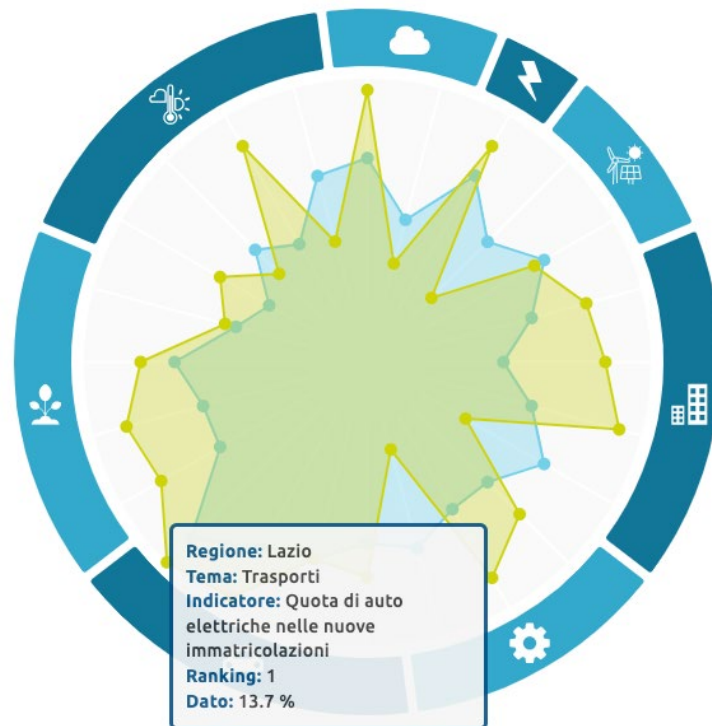 Regione: Lazio
Tema: Trasporti
Indicatore: Quota di auto
elettriche nelle nuove
immatricolazioni
Ranking: 1
Dato: 13.7 %